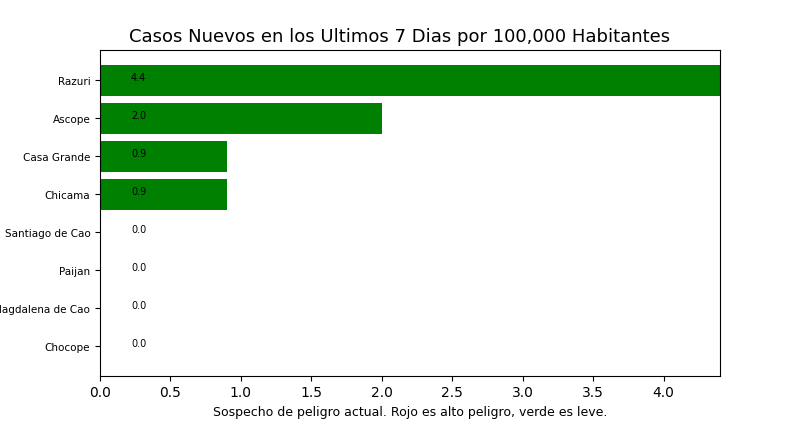 Casos Nuevos en los Ultimos 7 Dias por 100,000 Habitantes
Razuri 4.4
Ascope 2.0
Casa Grande 0.9
Chicama 0.9
Santiago de Cao 0.0
Paijan 0.0
agdalena de Cao 0.0
Chocope 0.0
0.0 0.5 1.0 1.5 2.0 2.5 3.0 3.5 4.0
Sospecho de peligro actual. Rojo es alto peligro, verde es leve.